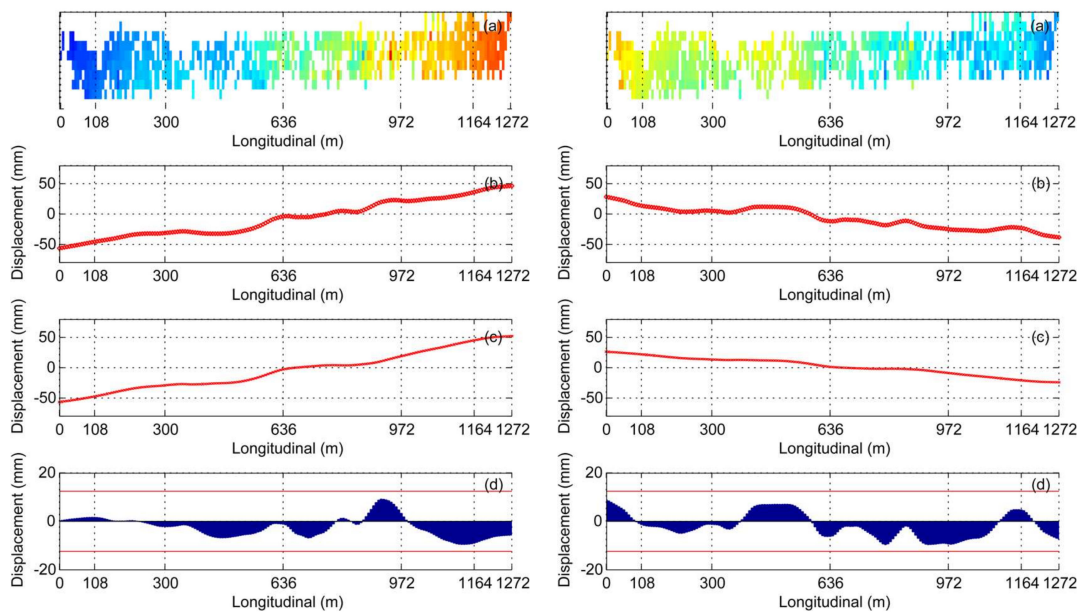 (a)
0 108 300 636 972 1164 1272
Longitudinal (m)
Displacement (mm)
50
0
-50
(b)
0 108 300 636 972 1164 1272
Longitudinal (m)
Displacement (mm)
50
0
-50
(c)
0 108 300 636 972 1164 1272
Longitudinal (m)
Displacement (mm)
20
0
-20
(d)
0 108 300 636 972 1164 1272
Longitudinal (m)
(a)
0 108 300 636 972 1164 1272
Longitudinal (m)
Displacement (mm)
50
0
-50
(b)
0 108 300 636 972 1164 1272
Longitudinal (m)
Displacement (mm)
50
0
-50
(c)
0 108 300 636 972 1164 1272
Longitudinal (m)
Displacement (mm)
20
0
-20
(d)
0 108 300 636 972 1164 1272
Longitudinal (m)